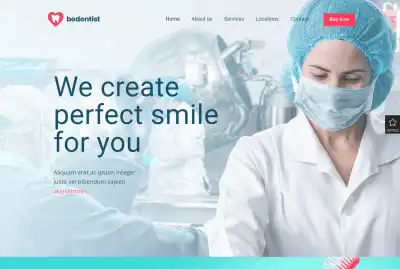 bedentist
Home
About us
Services
Locations
Contact
Buy now
We create
perfect smile
for you
Aliquam erat ac ipsum integer
justo vel bibendum sapien